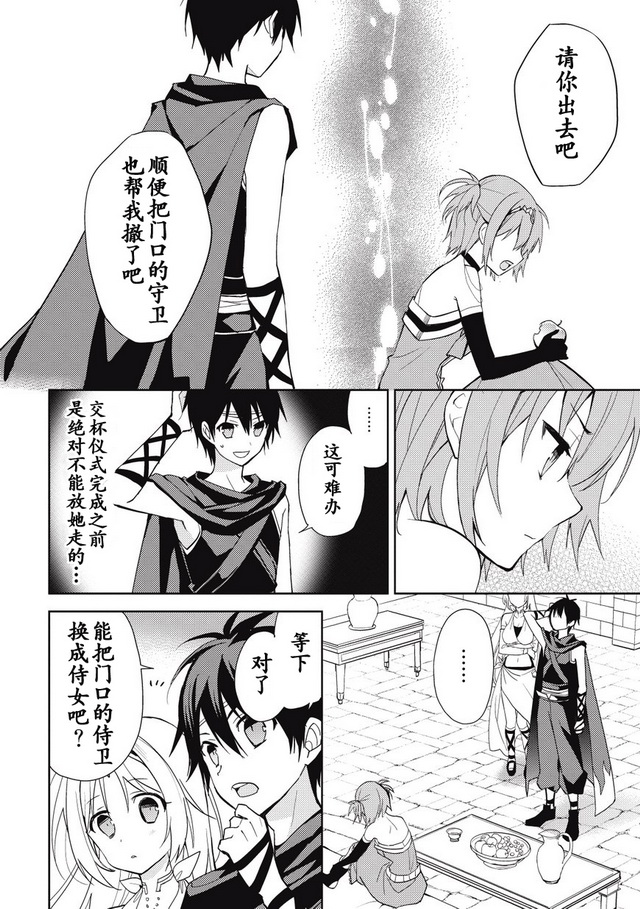 请你出去吧
顺便把门口的守卫
也帮我撤了吧
……
这可难办
交杯仪式完成之前
是绝对不能放她走的…
……
等下
对了
能把门口的侍卫
换成侍女吧？